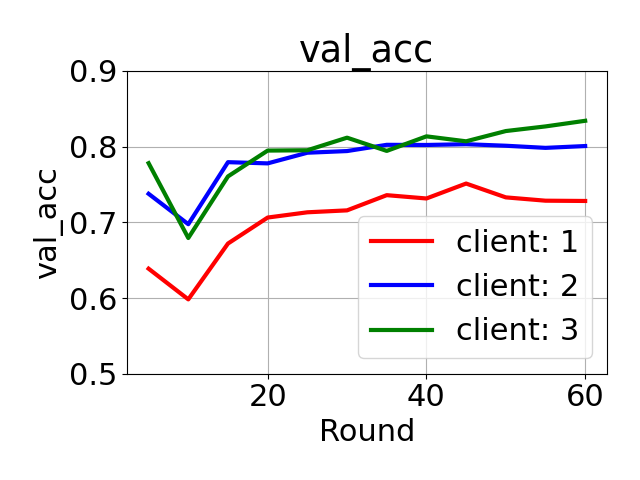 val_acc
0.9
0.8
0.7
0.6
0.5
val_acc
client: 1
client: 2
client: 3
20 40 60
Round